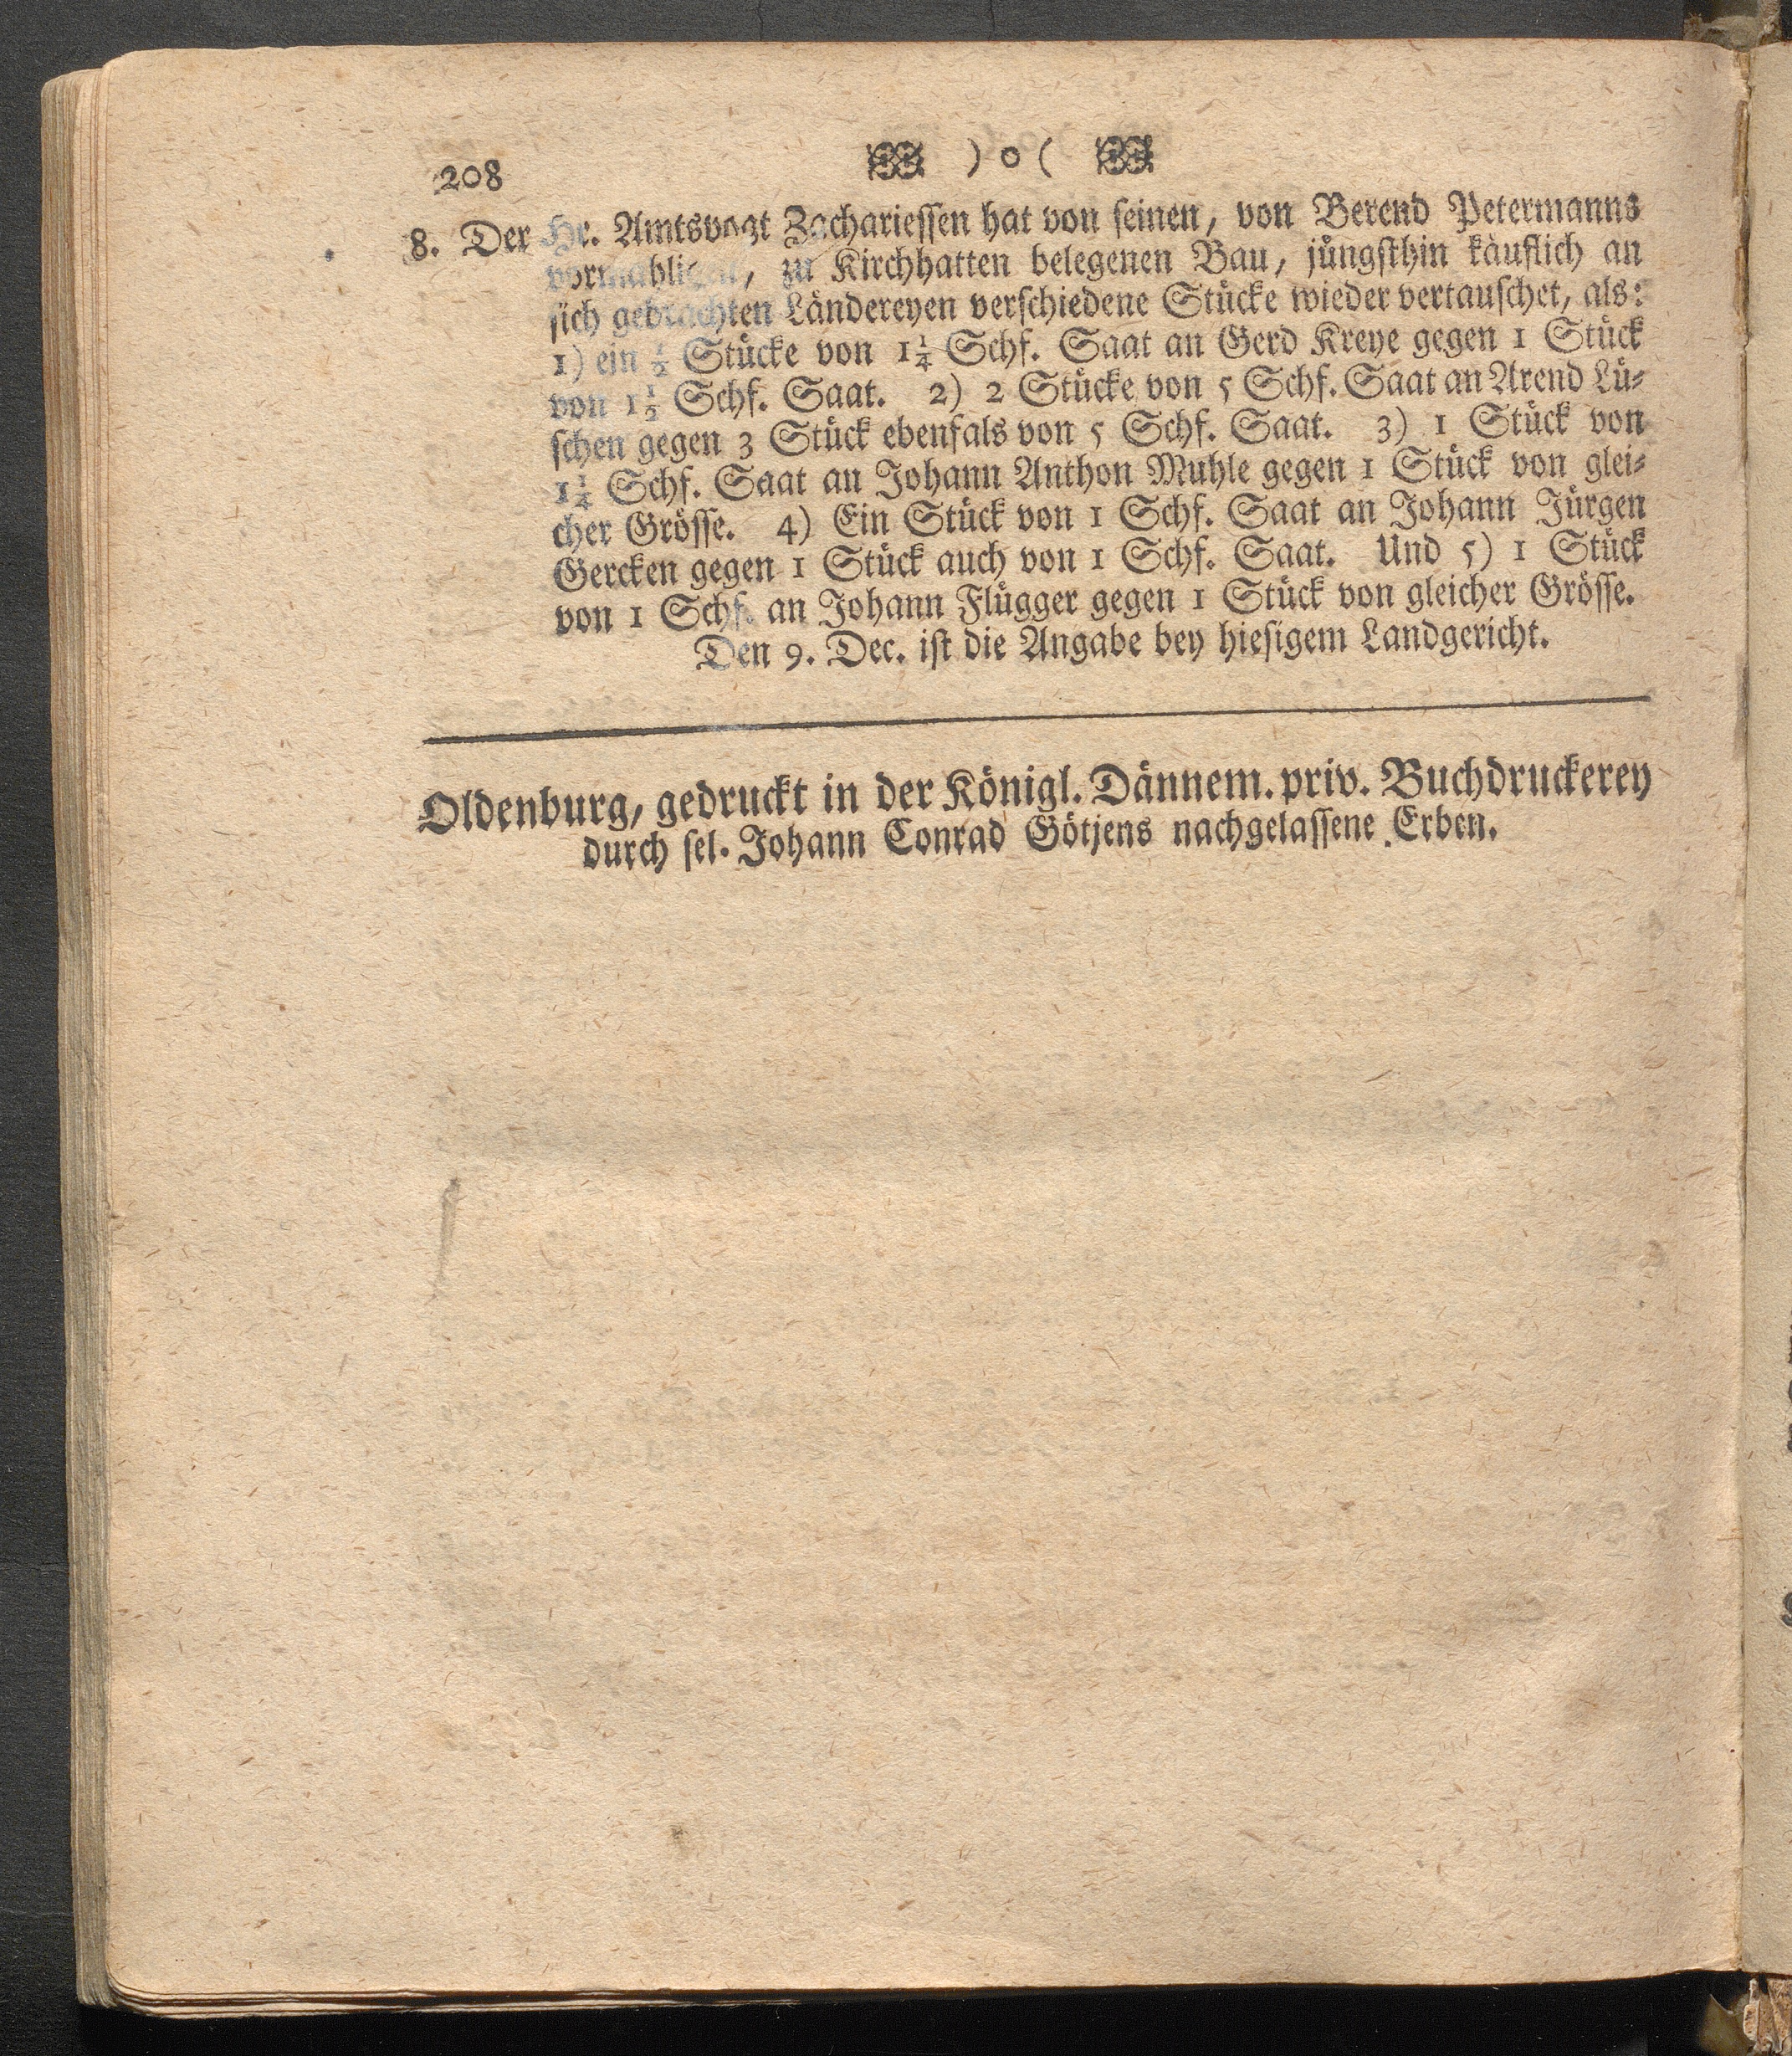 208 ) o (
8. Der Hr. Amtsvogt Zachariessen hat von seinen, von Berend Petermanns
vormahligen, zu Kirchhatten belegenen Bau, jüngsthin käuflich an
sich gebrachten Ländereyen verschiedene Stücke wieder vertauschet, als:
1) ein ½ Stücke von 1¼ Schf. Saat an Gerd Kreye gegen 1 Stück
von 1½ Schf. Saat. 2) 2 Stücke von 5 Schf. Saat an Arend Lü-
schen gegen 3 Stück ebenfals von 5 Schf. Saat. 3) 1 Stück von
1¼ Schf. Saat an Johann Anthon Muhle gegen 1 Stück von glei-
cher Grösse. 4) Ein Stück von 1 Schf. Saat an Johann Jürgen
Gercken gegen 1 Stück auch von 1 Schf. Saat. Und 5) 1 Stück
von 1 Schf. an Johann Flügger gegen 1 Stück von gleicher Grösse.
Den 9. Dec. ist die Angabe bey hiesigem Landgericht.
Oldenburg, gedruckt in der Königl. Dännem. priv. Buchdruckerey
durch sel. Johann Conrad Götjens nachgelassene Erben.